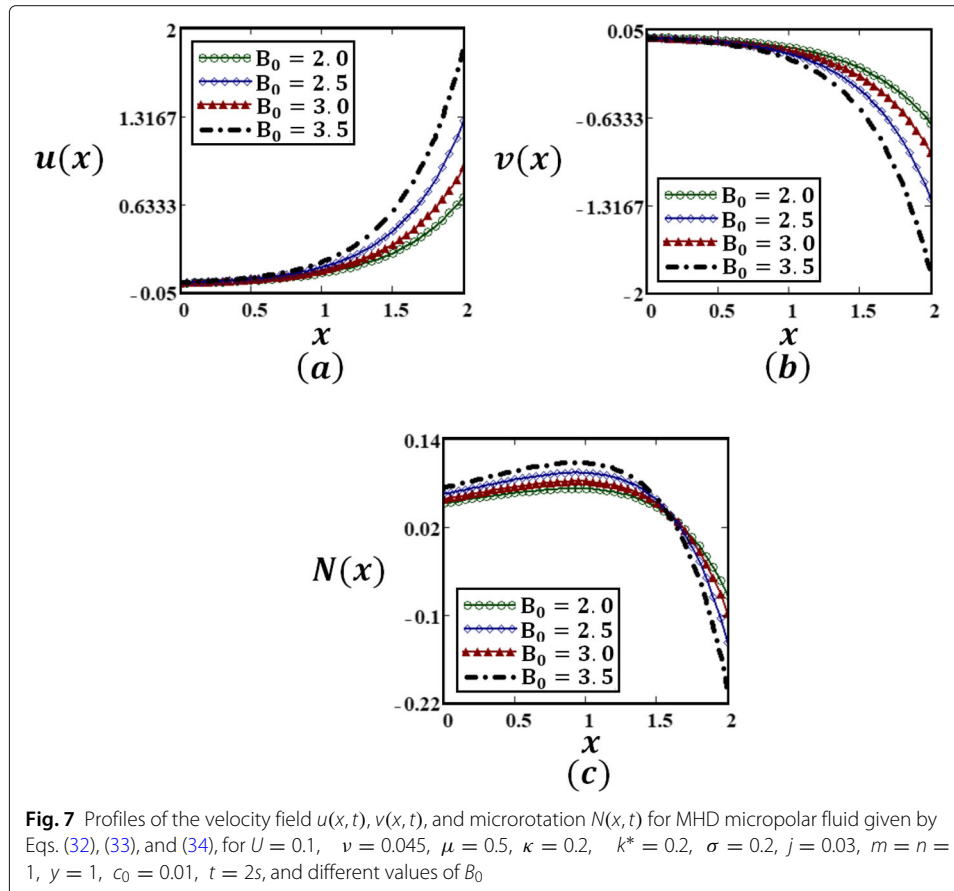 2
1.3167
0.6333
-0.05
u(x)
B₀ = 2.0
B₀ = 2.5
B₀ = 3.0
B₀ = 3.5
0 0.5 1 1.5 2
x
(a)
0.05
-0.6333
-1.3167
-2
v(x)
B₀ = 2.0
B₀ = 2.5
B₀ = 3.0
B₀ = 3.5
0 0.5 1 1.5 2
x
(b)
0.14
0.02
-0.1
-0.22
N(x)
B₀ = 2.0
B₀ = 2.5
B₀ = 3.0
B₀ = 3.5
0 0.5 1 1.5 2
x
(c)
Fig. 7 Profiles of the velocity field u(x, t), v(x, t), and microrotation N(x, t) for MHD micropolar fluid given by
Eqs. (32), (33), and (34), for U = 0.1, ν = 0.045, μ = 0.5, κ = 0.2, k* = 0.2, σ = 0.2, j = 0.03, m = n =
1, y = 1, c₀ = 0.01, t = 2s, and different values of B₀